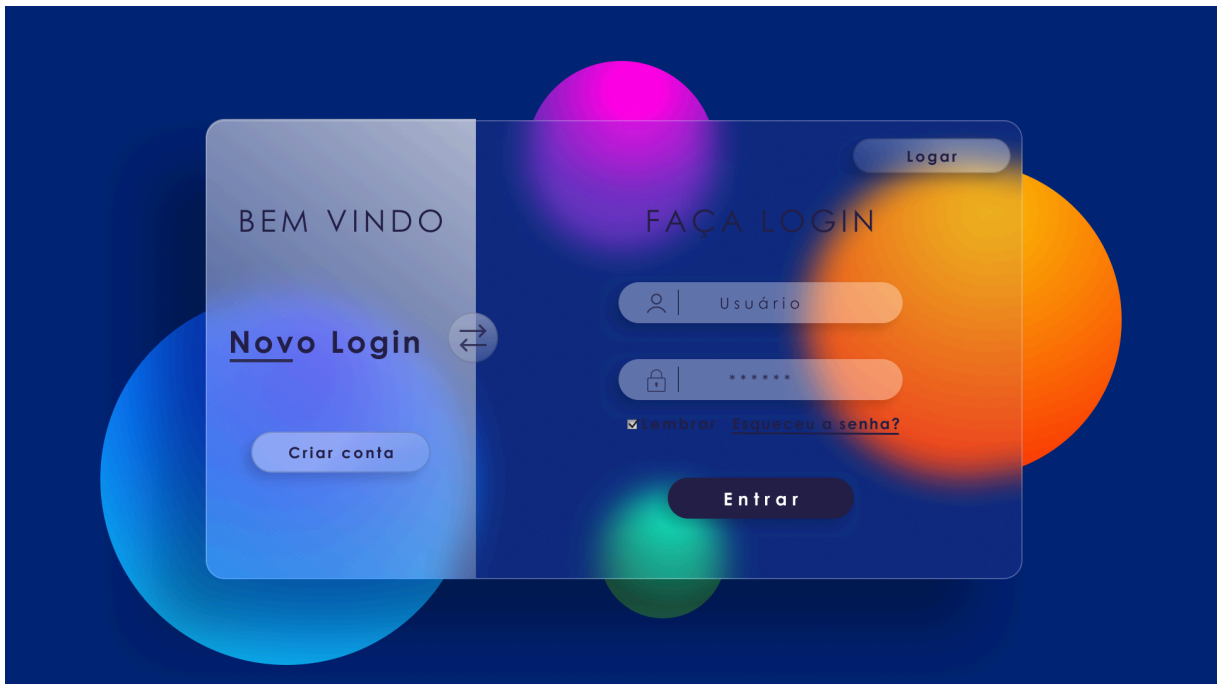 Logar
BEM VINDO
FAÇA LOGIN
Usuário
Novo Login
******
Lembrar Esqueceu a senha?
Criar conta
Entrar